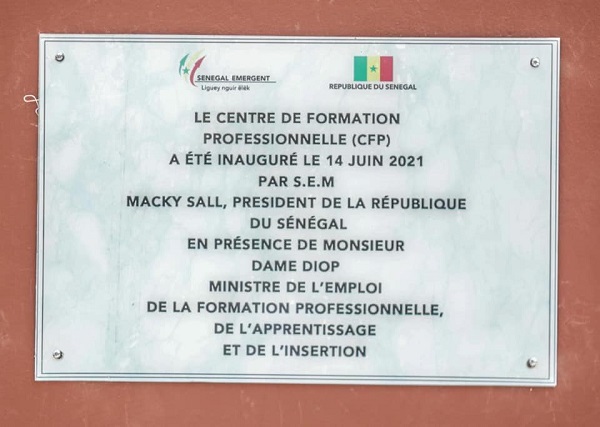 SENEGAL EMERGENT
Liguey nguir ëlëk
REPUBLIQUE DU SENEGAL
LE CENTRE DE FORMATION
PROFESSIONNELLE (CFP)
A ÉTÉ INAUGURÉ LE 14 JUIN 2021
PAR S.E.M
MACKY SALL, PRESIDENT DE LA RÉPUBLIQUE
DU SÉNÉGAL
EN PRÉSENCE DE MONSIEUR
DAME DIOP
MINISTRE DE L’EMPLOI
DE LA FORMATION PROFESSIONNELLE,
DE L’APPRENTISSAGE
ET DE L’INSERTION